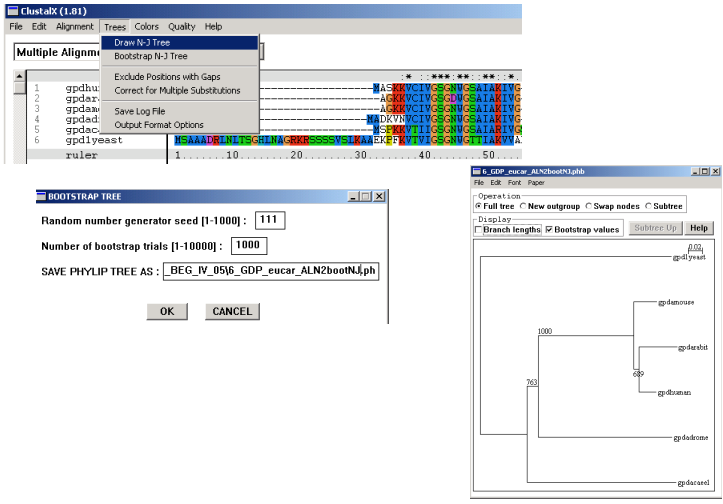 ClustalX (1.81)
File Edit Alignment Trees Colors Quality Help
Multiple Alignm
Draw N-J Tree
Bootstrap N-J Tree
Exclude Positions with Gaps
Correct for Multiple Substitutions
Save Log File
Output Format Options
1 gpdhu MASKKVCIVGSGNWGSAIAKIVG
2 gpdar AGKKVCIVGSGDWGSAIAKIVG
3 gpdam AGKKVCIVGSGNWGSAIAKIVG
4 gpdad MADKVNVCIVGSGNWGSAIAKIVG
5 gpdac MSPKKVTIIGSGNWGSAIARIVG
6 gpdlyeast MSAAADRLNLTSGHLNAGRKRSSSSVSLKAAEKPFKVTVIGSGNWGTTIAKVVA
ruler 1.......10........20........30........40........50
BOOTSTRAP TREE
Random number generator seed [1-1000] : 111
Number of bootstrap trials [1-10000] : 1000
SAVE PHYLIP TREE AS : _BEG_IV_05\6_GDP_eucar_ALN2bootNJ.ph
OK CANCEL
6_GDP_eucar_ALN2bootNJ.phb
File Edit Font Paper
Operation
Full tree New outgroup Swap nodes Subtree
Display
Branch lengths Bootstrap values Subtree Up Help
0.02
gpdlyeast
gpdamouse
1000
gpdarabit
689
763
gpdhuman
gpdadrome
gpdacael